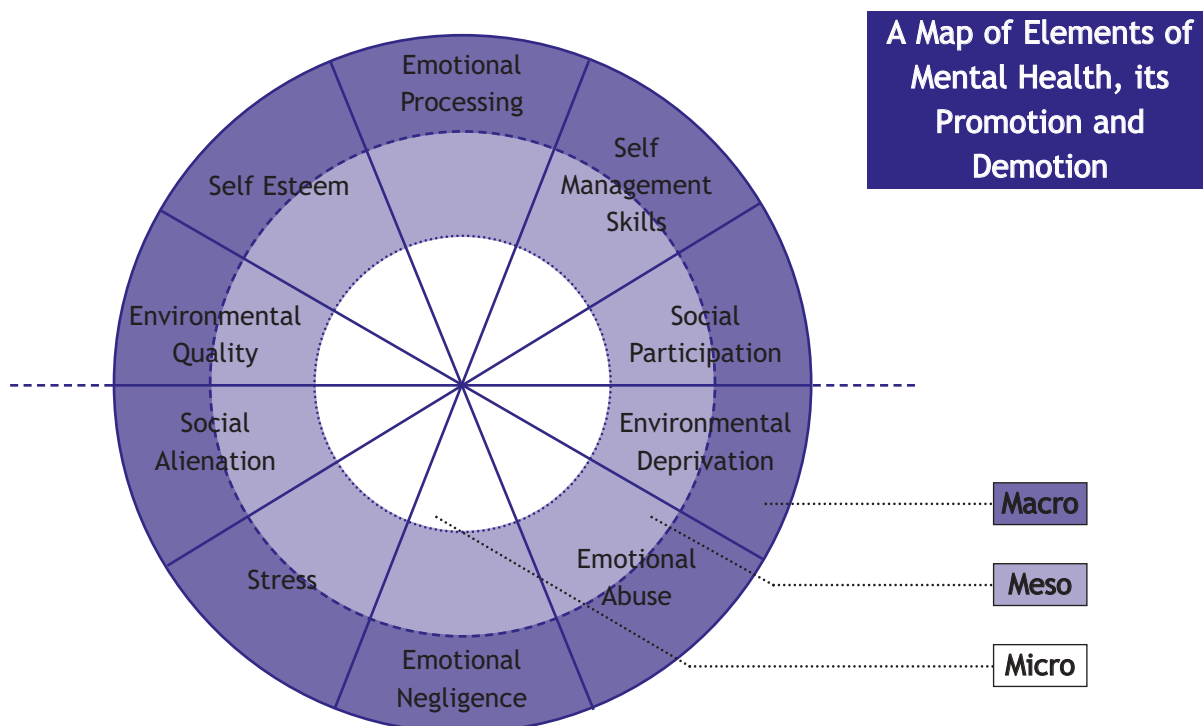 A Map of Elements of
Mental Health, its
Promotion and
Demotion
Emotional
Processing
Self
Management
Skills
Self Esteem
Environmental
Quality
Social
Participation
Social
Alienation
Environmental
Deprivation
Stress
Emotional
Abuse
Emotional
Negligence
Macro
Meso
Micro